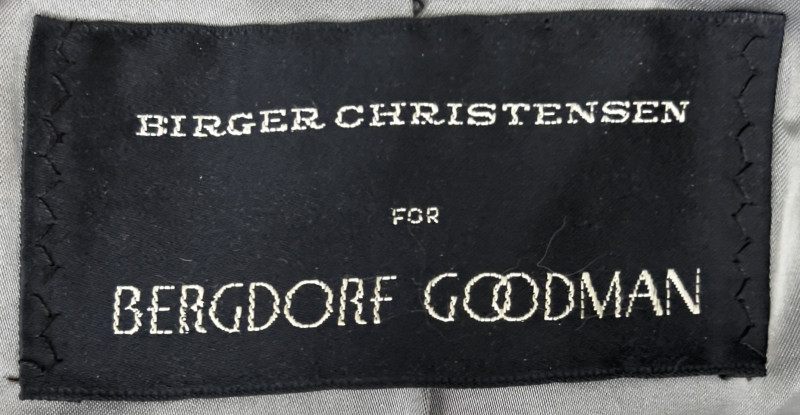 BIRGER CHRISTENSEN
FOR
BERGDORF GOODMAN